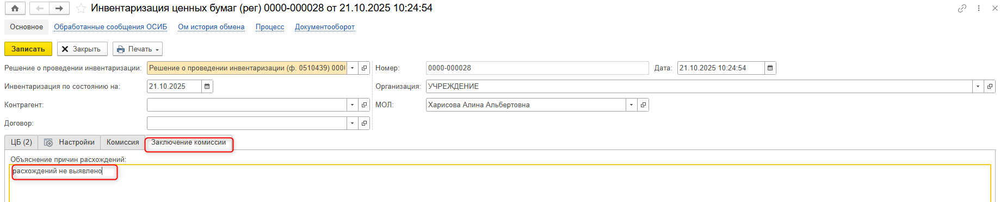 Инвентаризация ценных бумаг (рег) 0000-000028 от 21.10.2025 10:24:54
Основное Обработанные сообщения ОСИБ Ом история обмена Процесс Документооборот
Записать Закрыть Печать
Решение о проведении инвентаризации: Решение о проведении инвентаризации (ф. 0510439) 000 Номер: 0000-000028 Дата: 21.10.2025 10:24:54
Инвентаризация по состоянию на: 21.10.2025 Организация: УЧРЕЖДЕНИЕ
Контрагент: МОЛ: Харисова Алина Альбертовна
Договор:
ЦБ (2) Настройки Комиссия Заключение комиссии
Объяснение причин расхождений:
расхождений не выявлено